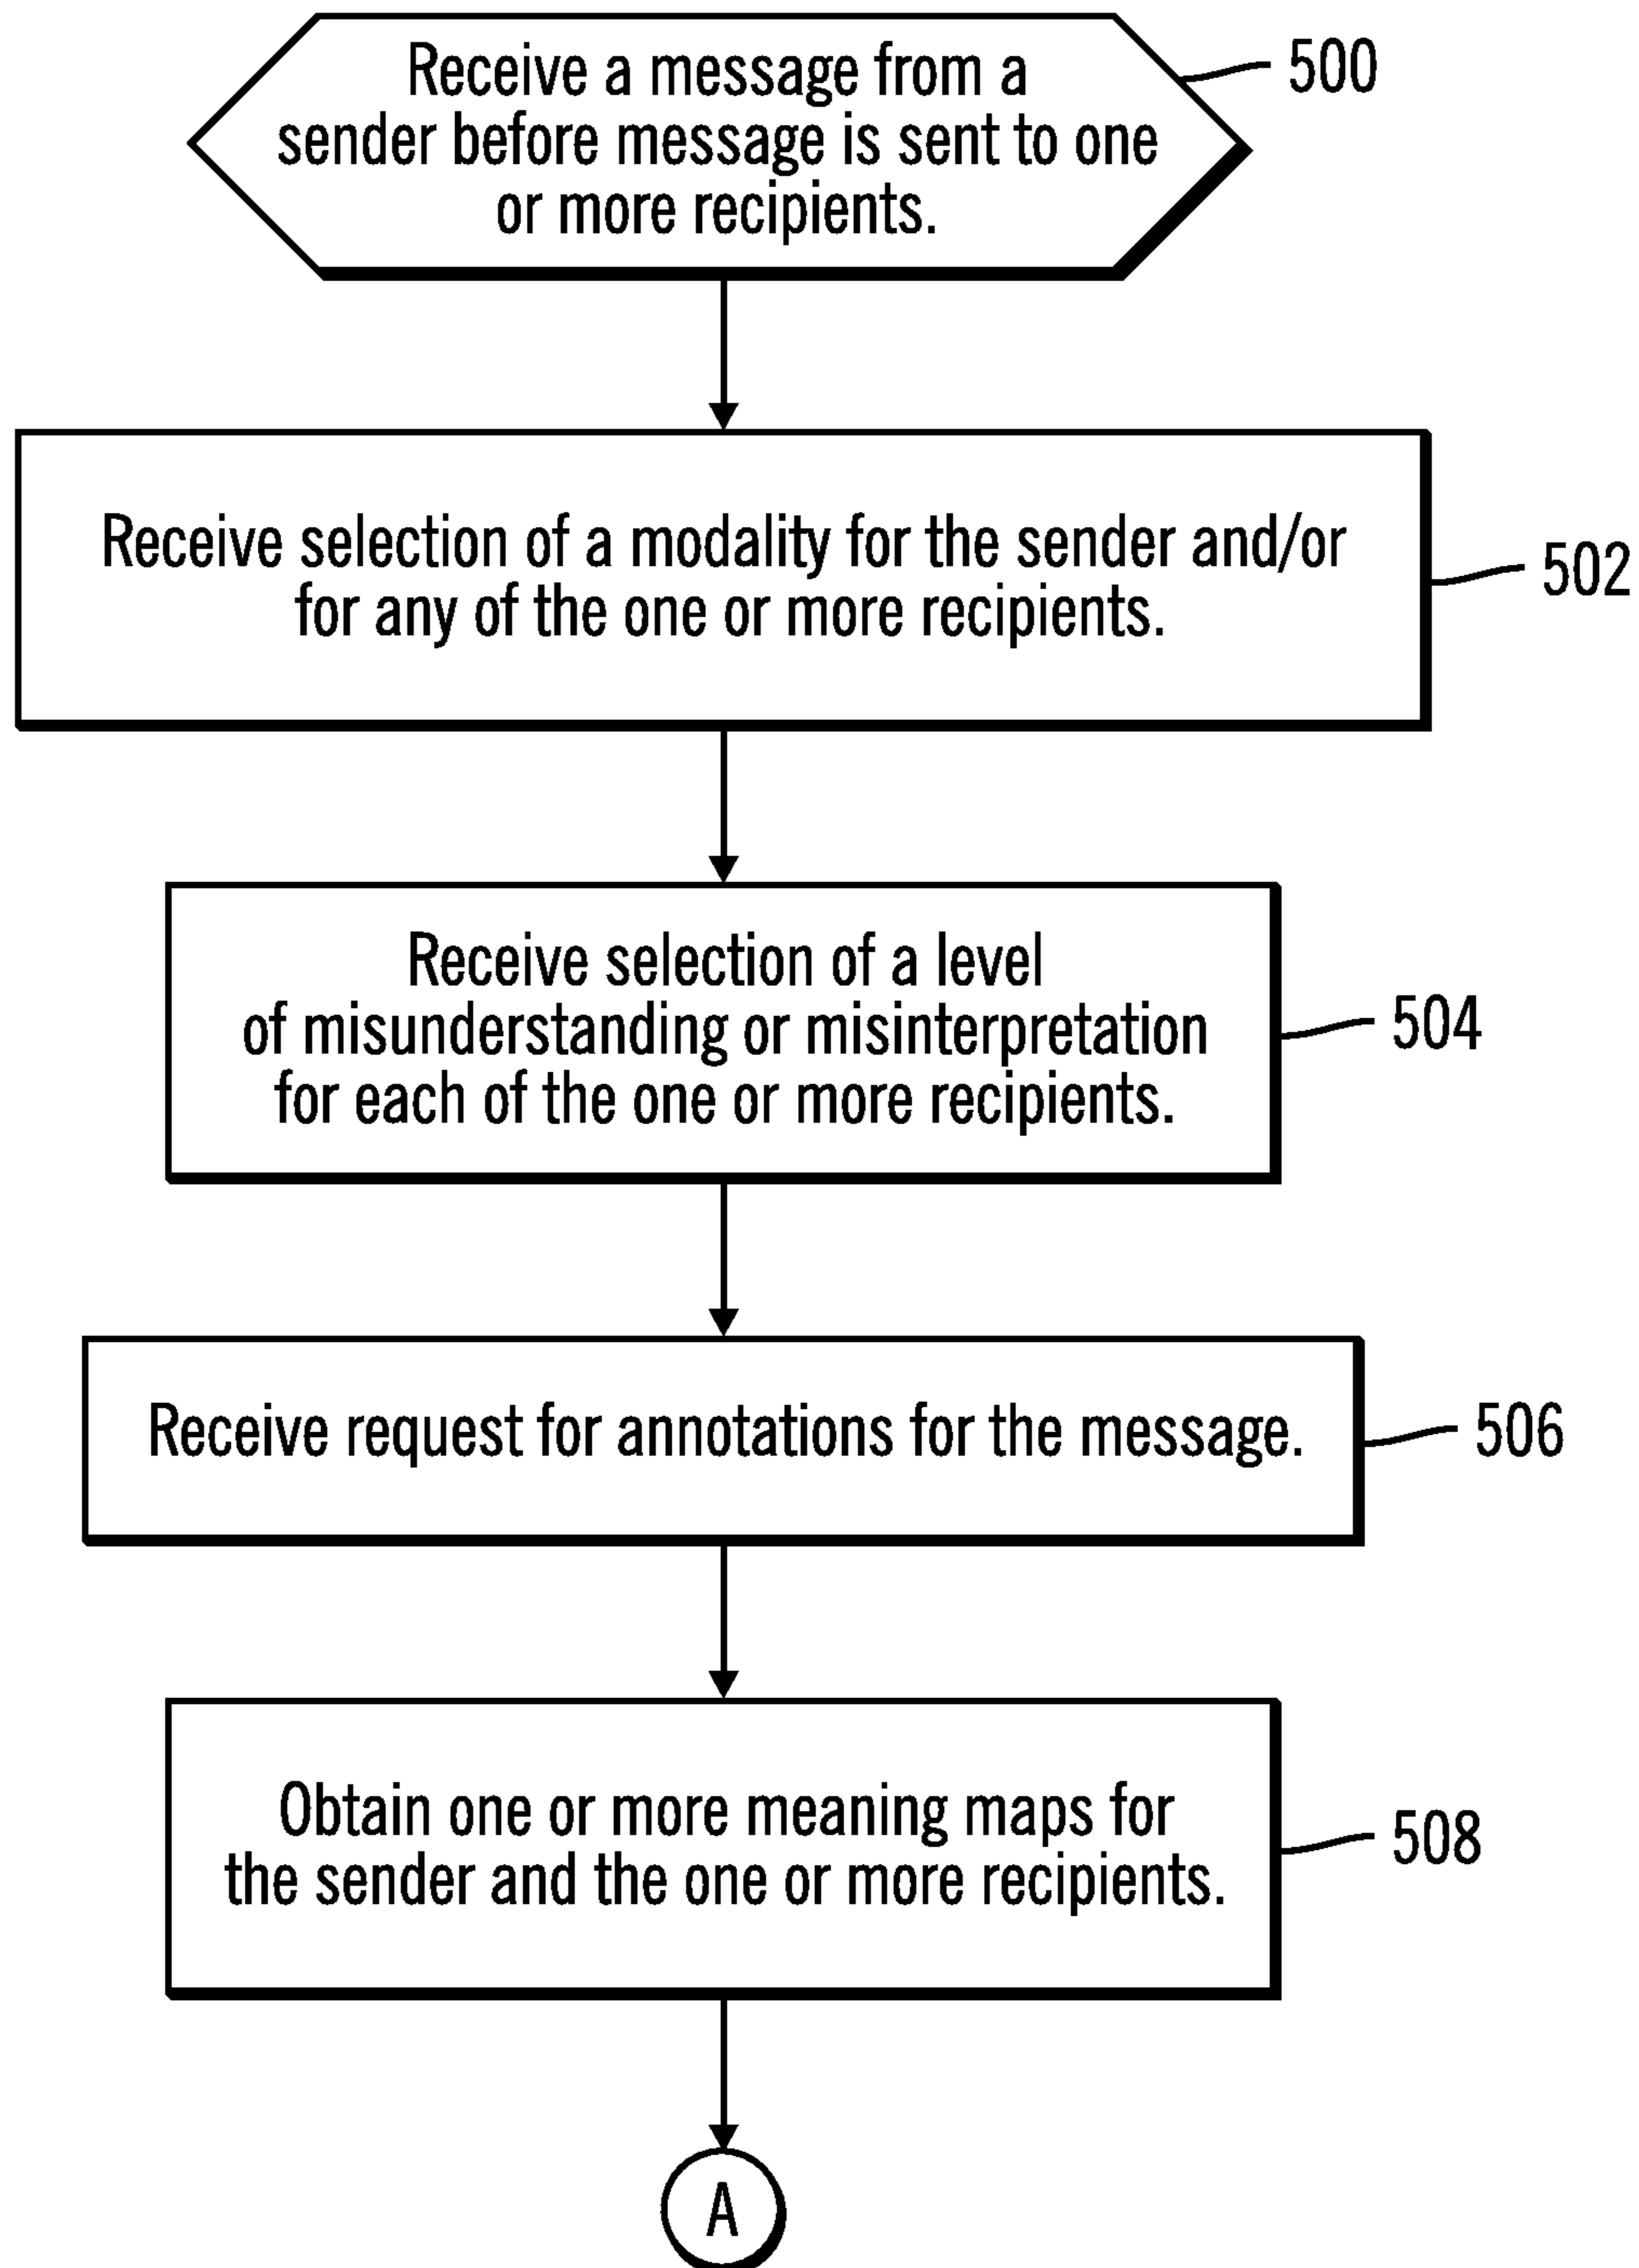 Receive a message from a
sender before message is sent to one
or more recipients.
500
Receive selection of a modality for the sender and/or
for any of the one or more recipients.
502
Receive selection of a level
of misunderstanding or misinterpretation
for each of the one or more recipients.
504
Receive request for annotations for the message.
506
Obtain one or more meaning maps for
the sender and the one or more recipients.
508
A